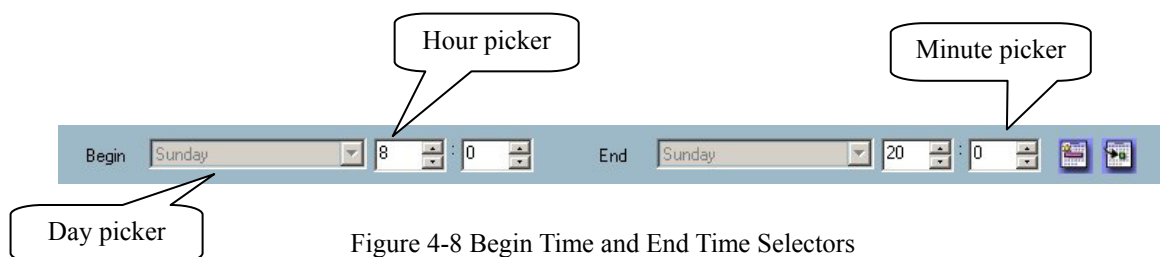 Hour picker
Minute picker
Begin Sunday 8 : 0 End Sunday 20 : 0
Day picker
Figure 4-8 Begin Time and End Time Selectors